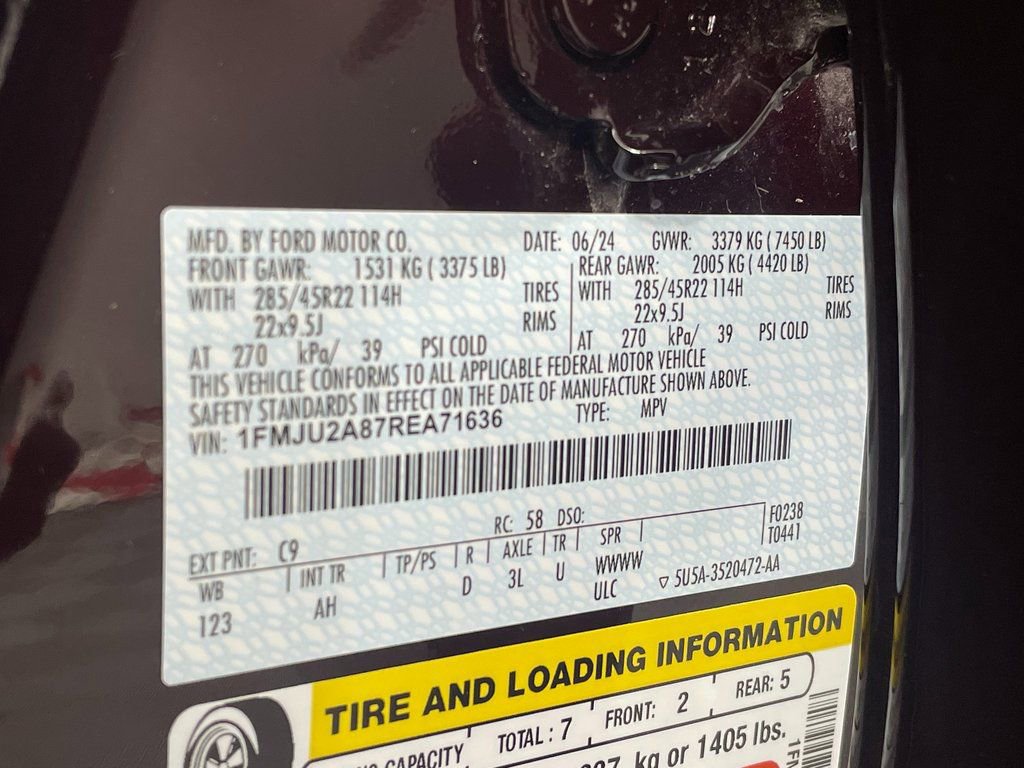 MFD. BY FORD MOTOR CO. DATE: 06/24 GVWR: 3379 KG ( 7450 LB)
FRONT GAWR: 1531 KG ( 3375 LB) REAR GAWR: 2005 KG ( 4420 LB)
WITH 285/45R22 114H TIRES WITH 285/45R22 114H TIRES
22x9.5J RIMS 22x9.5J RIMS
AT 270 kPa/ 39 PSI COLD AT 270 kPa/ 39 PSI COLD
THIS VEHICLE CONFORMS TO ALL APPLICABLE FEDERAL MOTOR VEHICLE
SAFETY STANDARDS IN EFFECT ON THE DATE OF MANUFACTURE SHOWN ABOVE.
VIN: 1FMJU2A87REA71636 TYPE: MPV
RC: 58 DSO: F0238
EXT PNT: C9 T0441
WB INT TR TP/PS R AXLE TR SPR
123 AH D 3L U WWWW
ULC ▽ 5U5A-3520472-AA
TIRE AND LOADING INFORMATION
CAPACITY TOTAL : 7 FRONT: 2 REAR: 5
kg or 1405 lbs.